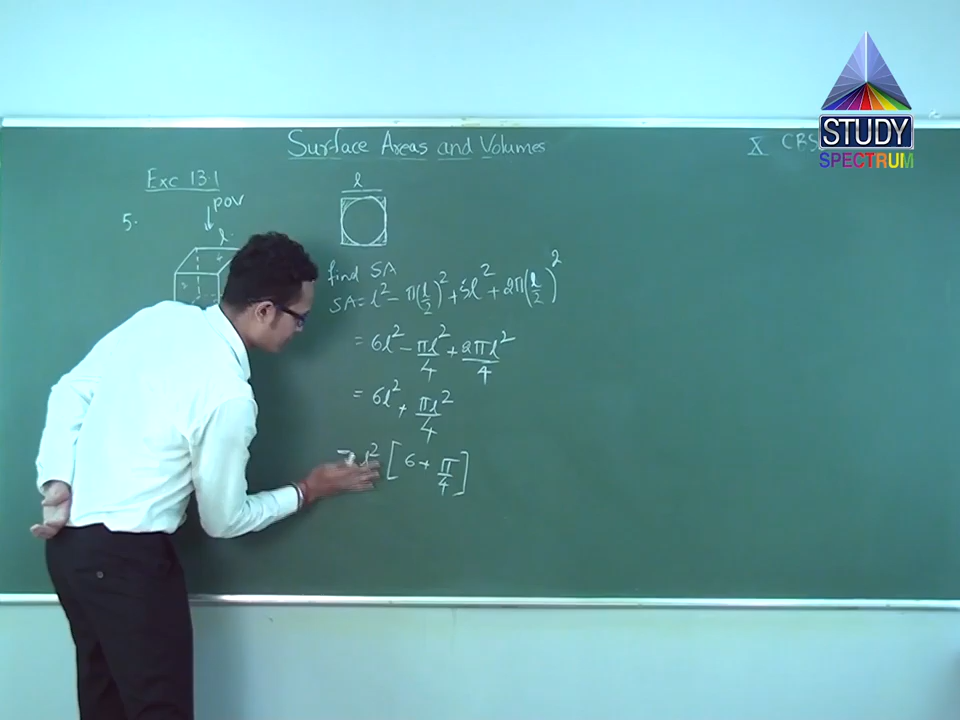 Surface Areas and Volumes
X CBS
STUDY
SPECTRUM
Exc 13.1
5.
POV
l
l
find SA
SA = l² - π(l/2)² + 5l² + 2π(l/2)²
= 6l² - πl²/4 + 2πl²/4
= 6l² + πl²/4
= l² [6 + π/4]